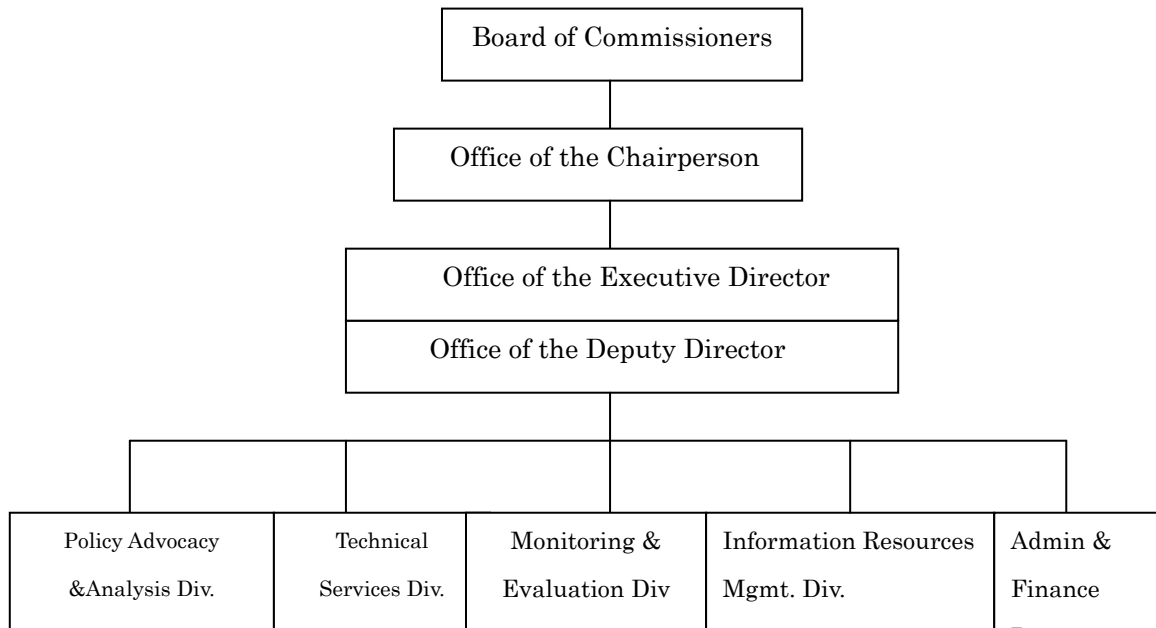 Board of Commissioners
Office of the Chairperson
Office of the Executive Director
Office of the Deputy Director
Policy Advocacy
&Analysis Div.
Technical
Services Div.
Monitoring &
Evaluation Div
Information Resources
Mgmt. Div.
Admin &
Finance